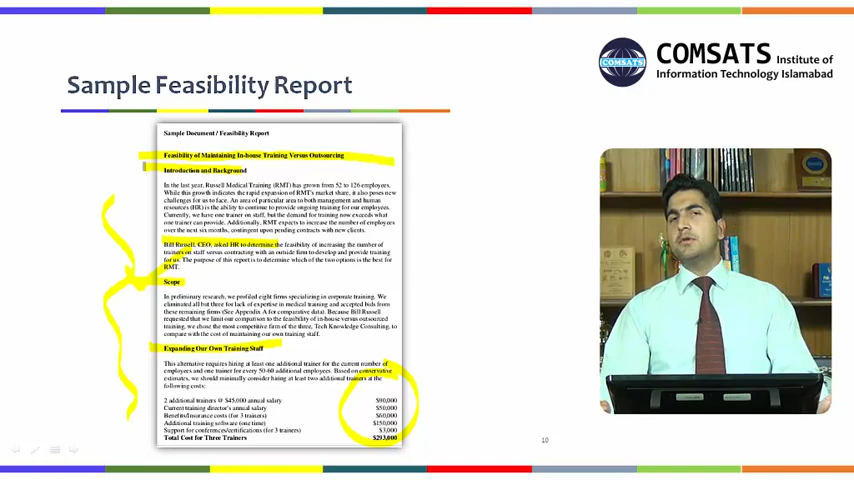 COMSATS Institute of
Information Technology Islamabad
COMSATS
Sample Feasibility Report
Sample Document / Feasibility Report
Feasibility of Maintaining In-house Training Versus Outsourcing
Introduction and Background
In the last year, Russell Medical Training (RMT) has grown from 52 to 126 employees.
While this growth indicates the rapid expansion of RMT's market share, it also poses new
challenges for us to face. An area of particular area to both management and human
resources (HR) is the ability to continue to provide ongoing training for our employees.
Currently, we have one trainer on staff, but the demand for training now exceeds what
one trainer can provide. Additionally, RMT expects to increase the number of employees
over the next six months, contingent upon pending contracts with new clients.
Bill Russell, CEO, asked HR to determine the feasibility of increasing the number of
trainers on staff versus contracting with an outside firm to develop and provide training
for us. The purpose of this report is to determine which of the two options is the best for
RMT.
Scope
In preliminary research, we profiled eight firms specializing in corporate training. We
eliminated all but three for lack of expertise in medical training and accepted bids from
these remaining firms (See Appendix A for comparative data). Because Bill Russell
requested that we limit our comparison to the feasibility of in-house versus outsourced
training, we chose the most competitive firm of the three, Tech Knowledge Consulting, to
compare with the cost of maintaining our own training staff.
Expanding Our Own Training Staff
This alternative requires hiring at least one additional trainer for the current number of
employees and one trainer for every 50-60 additional employees. Based on conservative
estimates, we should minimally consider hiring at least two additional trainers at the
following costs:
2 additional trainers @ $45,000 annual salary $90,000
Current training director's annual salary $50,000
Benefits/Insurance costs (for 3 trainers) $60,000
Additional training software (one time) $150,000
Support for conferences/certifications (for 3 trainers) $3,000
Total Cost for Three Trainers $293,000
10